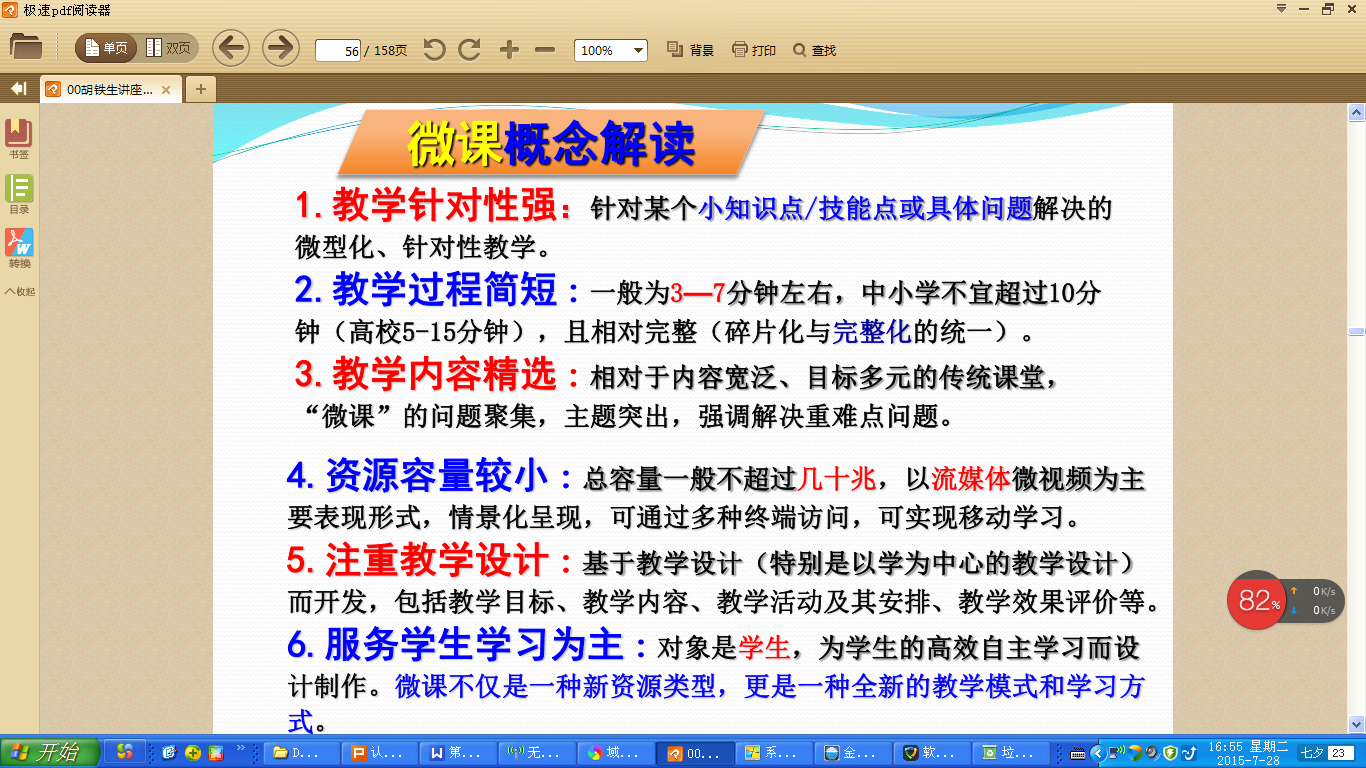 极速pdf阅读器
单页 双页 56 / 158页 100% 背景 打印 查找
00胡铁生讲座...
书签
目录
转换
收起
微课概念解读
1.教学针对性强：针对某个小知识点/技能点或具体问题解决的
微型化、针对性教学。
2.教学过程简短：一般为3—7分钟左右，中小学不宜超过10分
钟（高校5-15分钟），且相对完整（碎片化与完整化的统一）。
3.教学内容精选：相对于内容宽泛、目标多元的传统课堂，
“微课”的问题聚集，主题突出，强调解决重难点问题。
4.资源容量较小：总容量一般不超过几十兆，以流媒体微视频为主
要表现形式，情景化呈现，可通过多种终端访问，可实现移动学习。
5.注重教学设计：基于教学设计（特别是以学为中心的教学设计）
而开发，包括教学目标、教学内容、教学活动及其安排、教学效果评价等。
6.服务学生学习为主：对象是学生，为学生的高效自主学习而设
计制作。微课不仅是一种新资源类型，更是一种全新的教学模式和学习方
式。
82%
0K/s
0K/s
开始 D... 认... 第... 无... 域... 00... 系... 金... 软... 垃...
16:55 星期二
2015-7-28
七夕 23